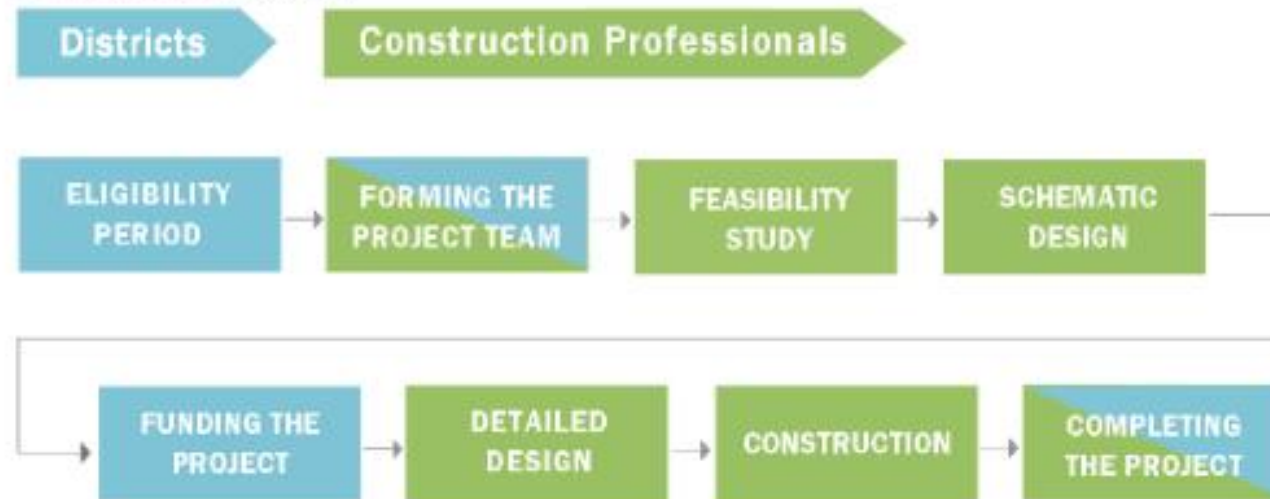 Districts
Construction Professionals
ELIGIBILITY
PERIOD
FORMING THE
PROJECT TEAM
FEASIBILITY
STUDY
SCHEMATIC
DESIGN
FUNDING THE
PROJECT
DETAILED
DESIGN
CONSTRUCTION
COMPLETING
THE PROJECT